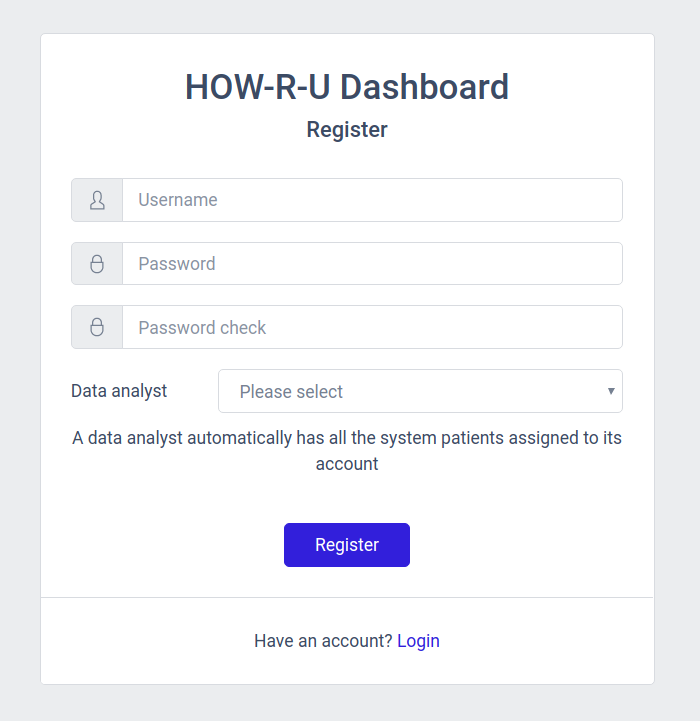 HOW-R-U Dashboard
Register
Username
Password
Password check
Data analyst
Please select
A data analyst automatically has all the system patients assigned to its
account
Register
Have an account? Login